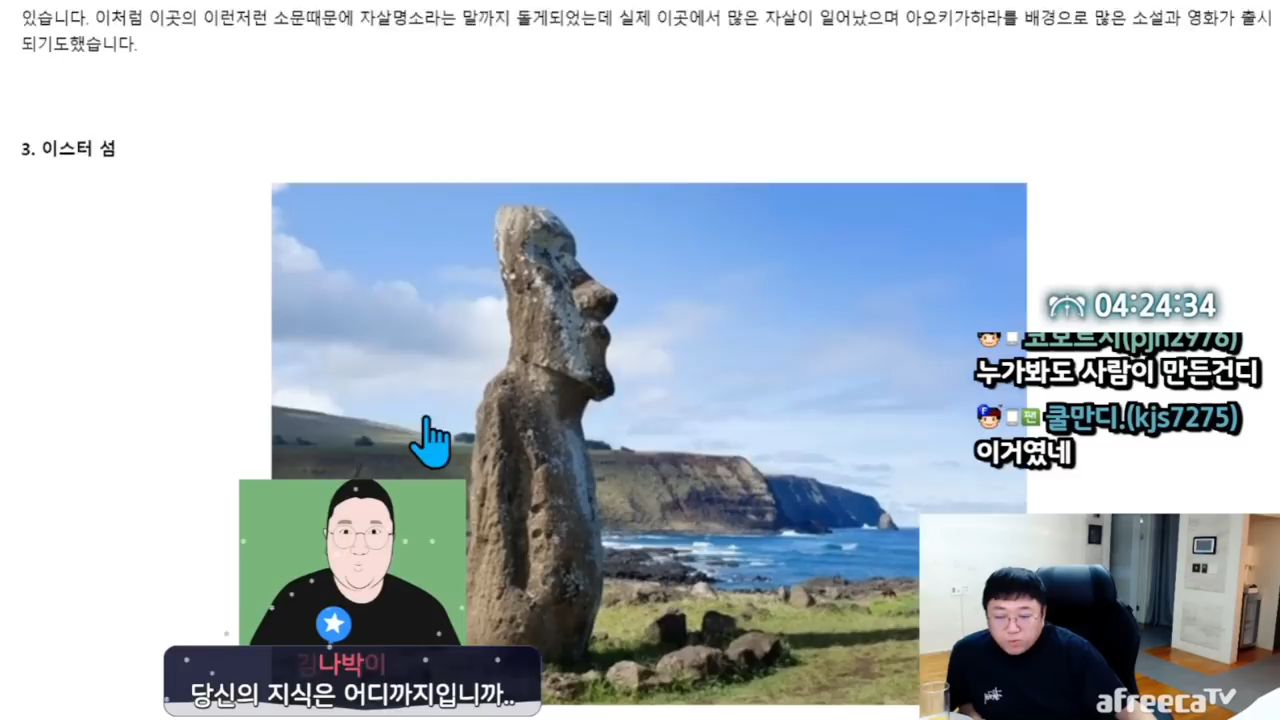 있습니다. 이처럼 이곳의 이런저런 소문때문에 자살명소라는 말까지 돌게되었는데 실제 이곳에서 많은 자살이 일어났으며 아오키가하라를 배경으로 많은 소설과 영화가 출시
되기도했습니다.
3. 이스터 섬
04:24:34
(pjh2976)
누가봐도 사람이 만든건디
F 팬 쿨만디.(kjs7275)
이거였네
김나박이
당신의 지식은 어디까지입니까..
afreecaTV